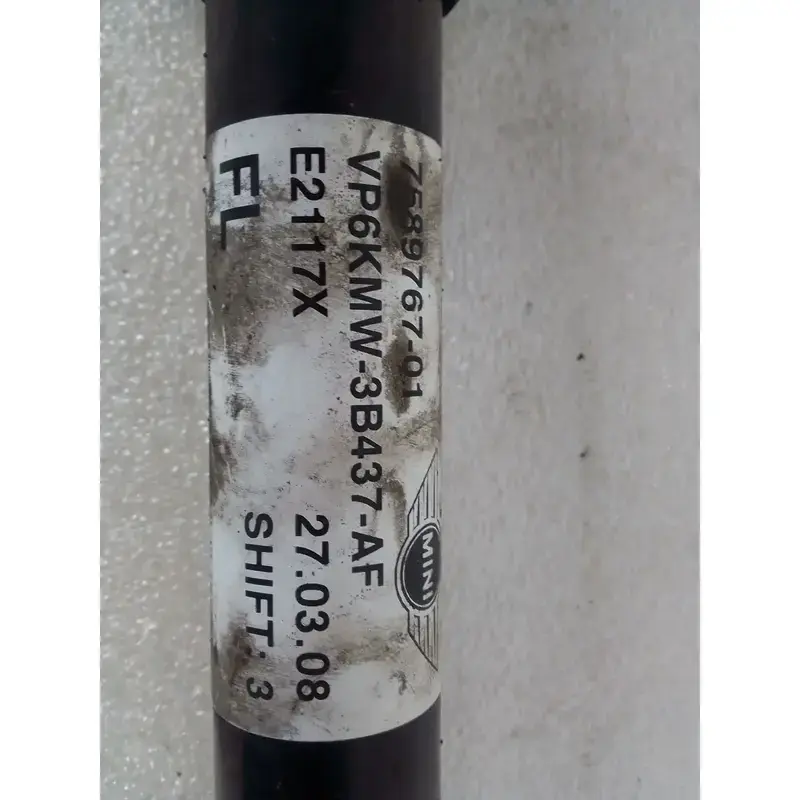 7589767-01
MINI
VP6KMW-3B437-AF
E2117X 27.03.08
FL SHIFT: 3